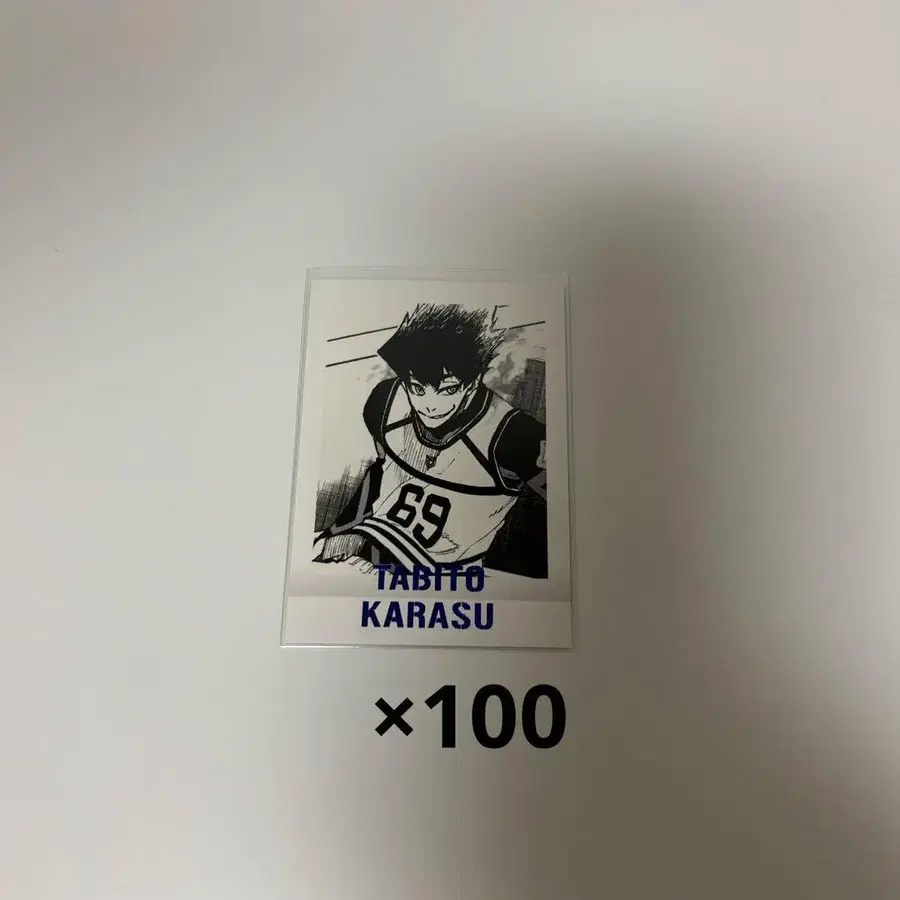 69
TABITO
KARASU
×100